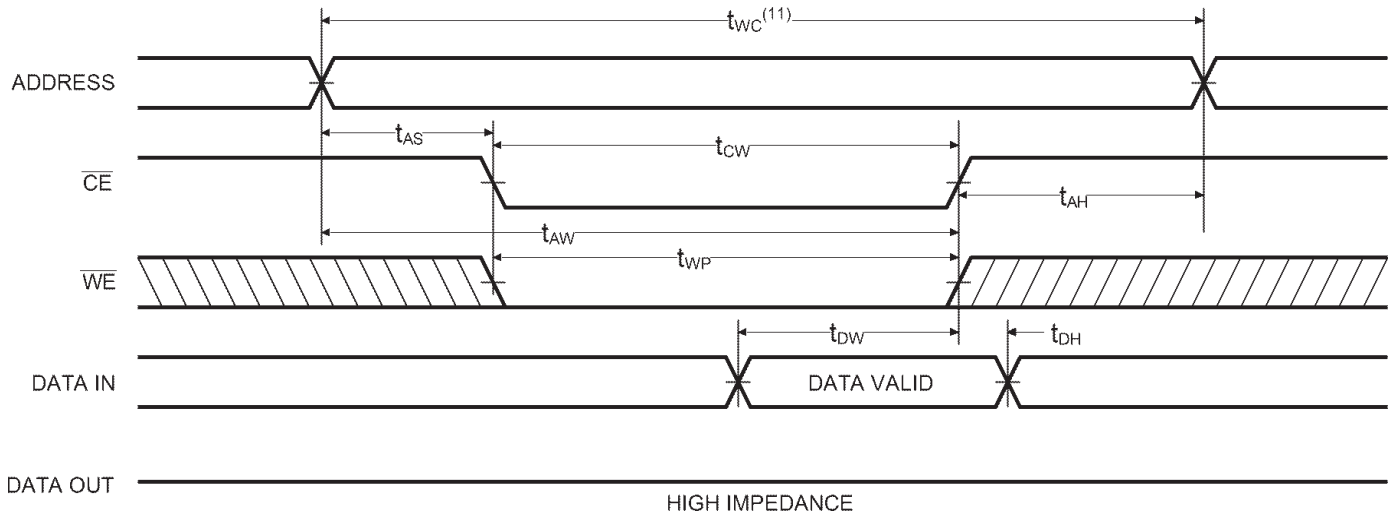 tWC(11)
ADDRESS
tAS
tCW
CE
tAH
tAW
tWP
WE
tDW
tDH
DATA IN
DATA VALID
DATA OUT
HIGH IMPEDANCE